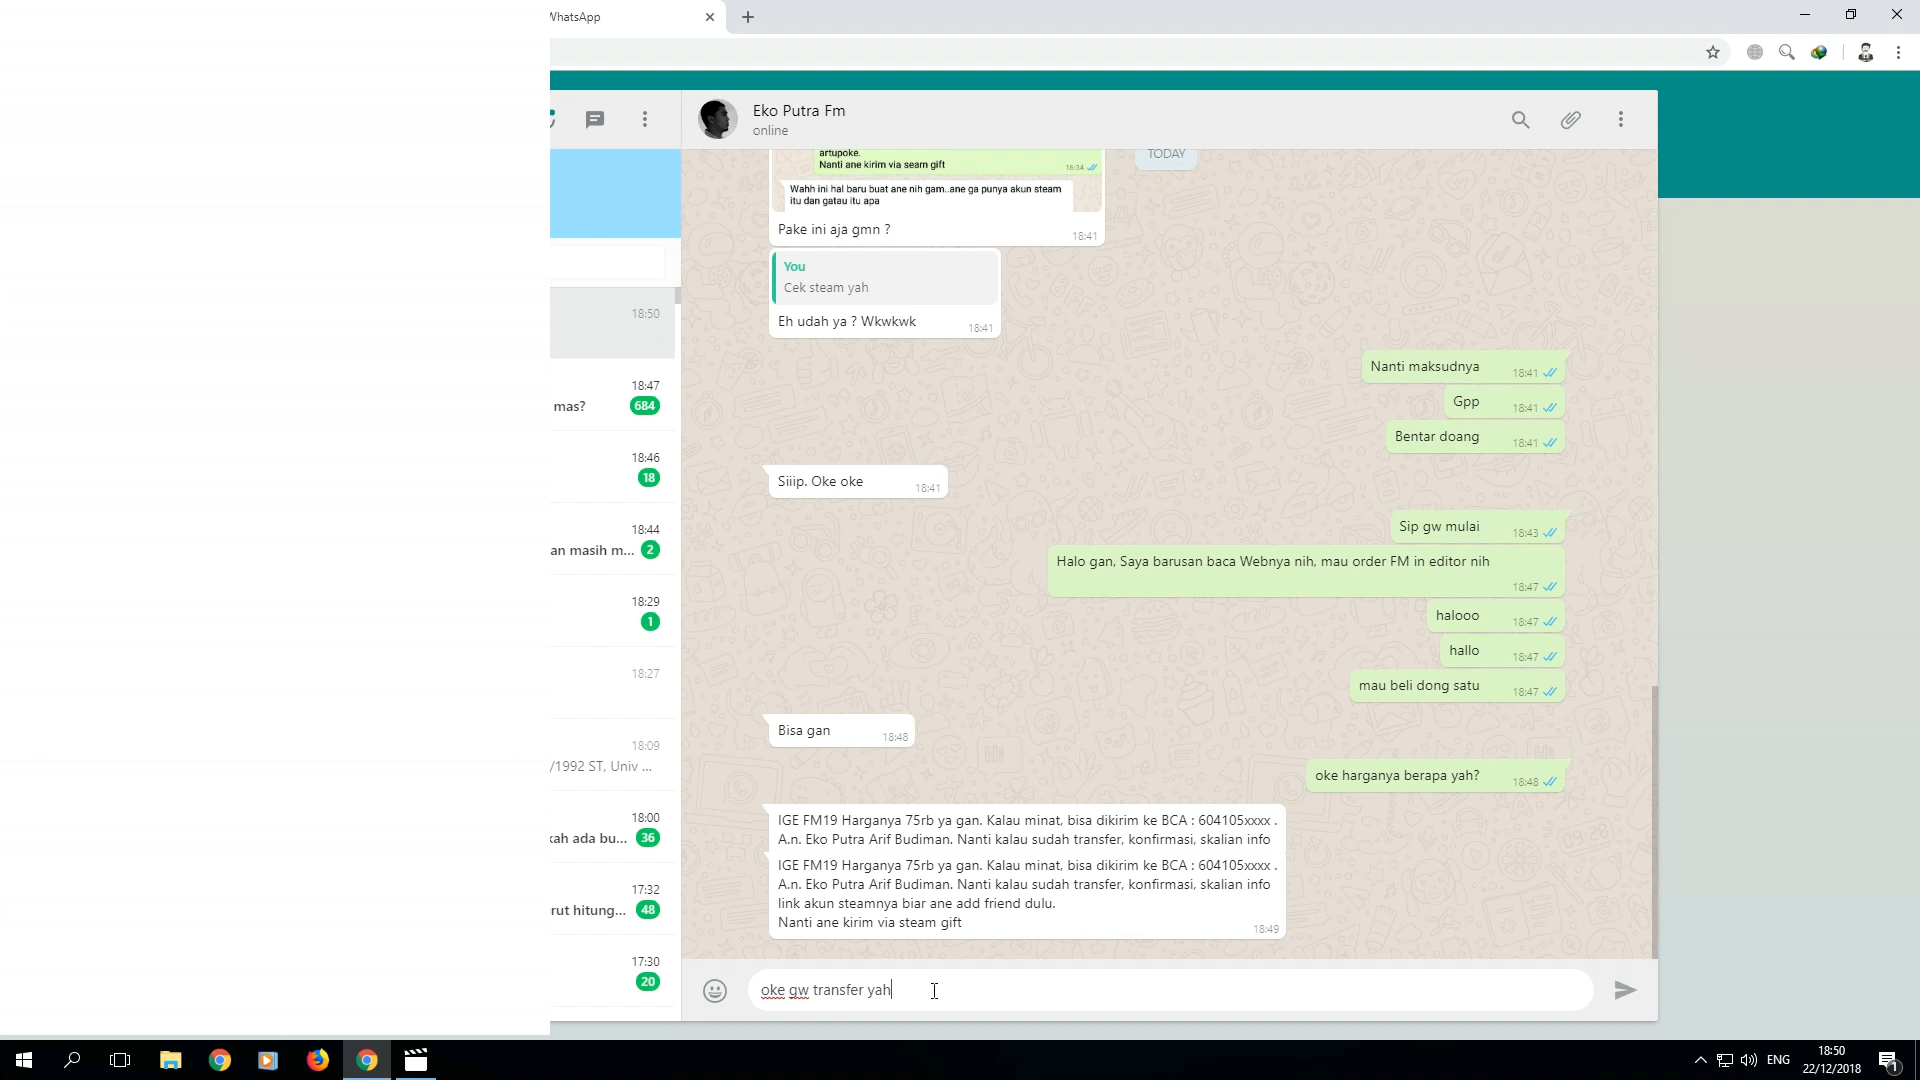 WhatsApp
Eko Putra Fm
online
TODAY
artupoke.
Nanti ane kirim via seam gift
16:34
Wahh ini hal baru buat ane nih gam..ane ga punya akun steam
itu dan gatau itu apa
Pake ini aja gmn ?
18:41
You
Cek steam yah
Eh udah ya ? Wkwkwk
18:41
Nanti maksudnya
18:41
Gpp
18:41
Bentar doang
18:41
Siiip. Oke oke
18:41
Sip gw mulai
18:43
Halo gan, Saya barusan baca Webnya nih, mau order FM in editor nih
18:47
halooo
18:47
hallo
18:47
mau beli dong satu
18:47
Bisa gan
18:48
oke harganya berapa yah?
18:48
IGE FM19 Harganya 75rb ya gan. Kalau minat, bisa dikirim ke BCA : 604105xxxx .
A.n. Eko Putra Arif Budiman. Nanti kalau sudah transfer, konfirmasi, skalian info
IGE FM19 Harganya 75rb ya gan. Kalau minat, bisa dikirim ke BCA : 604105xxxx .
A.n. Eko Putra Arif Budiman. Nanti kalau sudah transfer, konfirmasi, skalian info
link akun steamnya biar ane add friend dulu.
Nanti ane kirim via steam gift
18:49
oke gw transfer yah
18:50
18:47
mas?
684
18:46
18
18:44
an masih m...
2
18:29
1
18:27
18:09
/1992 ST, Univ ...
18:00
kah ada bu...
36
17:32
rut hitung...
48
17:30
20
ENG
18:50
22/12/2018
1